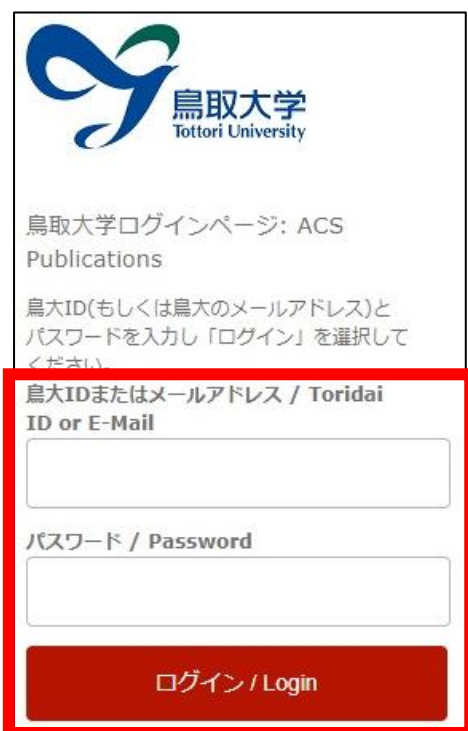 鳥取大学
Tottori University
鳥取大学ログインページ: ACS
Publications
鳥大ID(もしくは鳥大のメールアドレス)と
パスワードを入力し「ログイン」を選択して
ください。
鳥大IDまたはメールアドレス / Toridai
ID or E-Mail
パスワード / Password
ログイン / Login